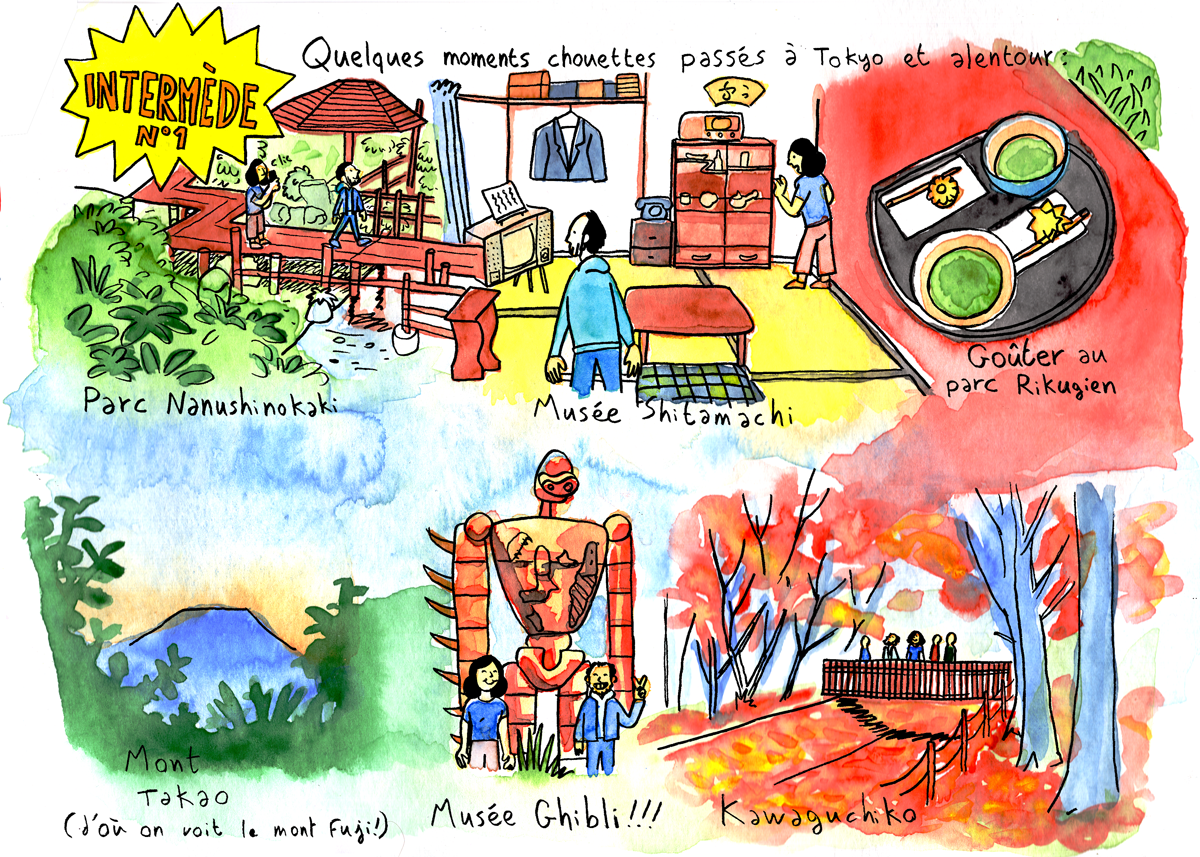 INTERMÈDE
N°1
Quelques moments chouettes passés à Tokyo et alentour :
clic
Parc Nanushinokaki
Musée Shitamachi
Goûter au
parc Rikugien
Mont
Takao
(d'où on voit le mont Fuji!)
Musée Ghibli!!!
Kawaguchiko